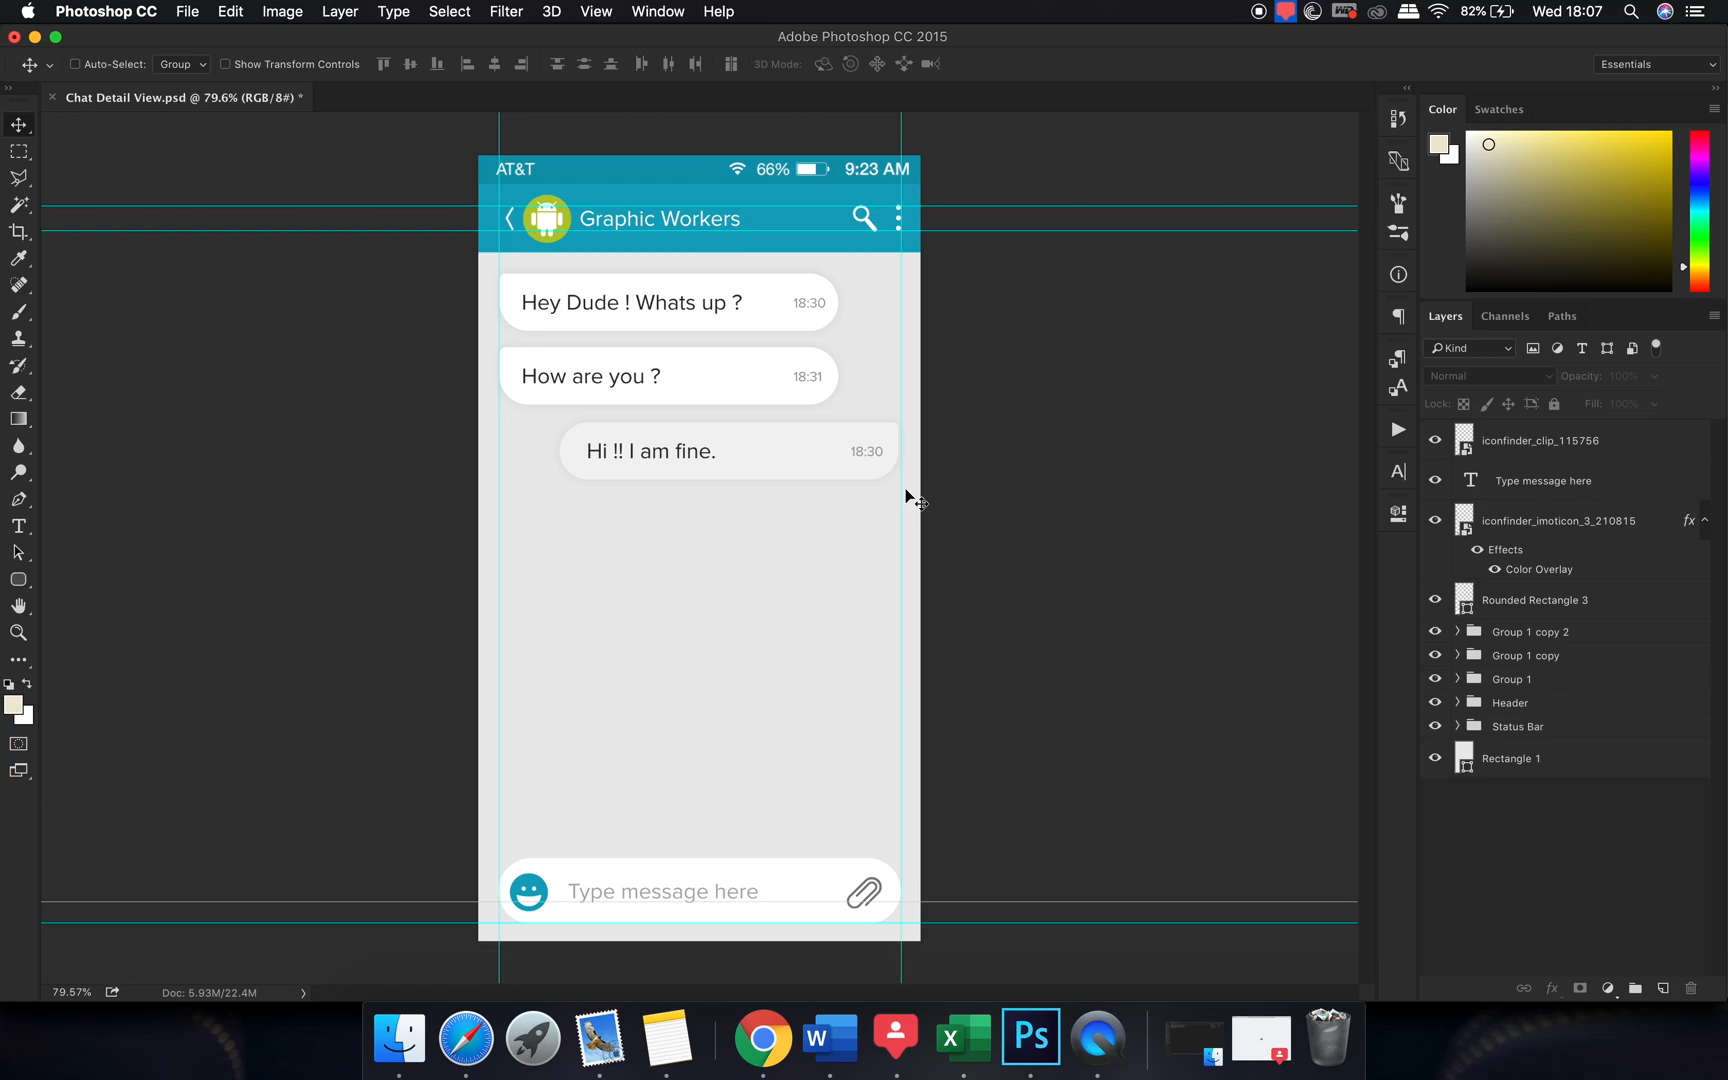 Photoshop CC File Edit Image Layer Type Select Filter 3D View Window Help 82% Wed 18:07
Adobe Photoshop CC 2015
Auto-Select: Group Show Transform Controls 3D Mode: Essentials
Chat Detail View.psd @ 79.6% (RGB/8#) *
Color Swatches
AT&T 66% 9:23 AM
Graphic Workers
Hey Dude ! Whats up ? 18:30
How are you ? 18:31
Hi !! I am fine. 18:30
Type message here
Layers Channels Paths
Kind
Normal Opacity: 100%
Lock: Fill: 100%
iconfinder_clip_115756
Type message here
iconfinder_imoticon_3_210815 fx
Effects
Color Overlay
Rounded Rectangle 3
Group 1 copy 2
Group 1 copy
Group 1
Header
Status Bar
Rectangle 1
79.57% Doc: 5.93M/22.4M
fx
W X Ps